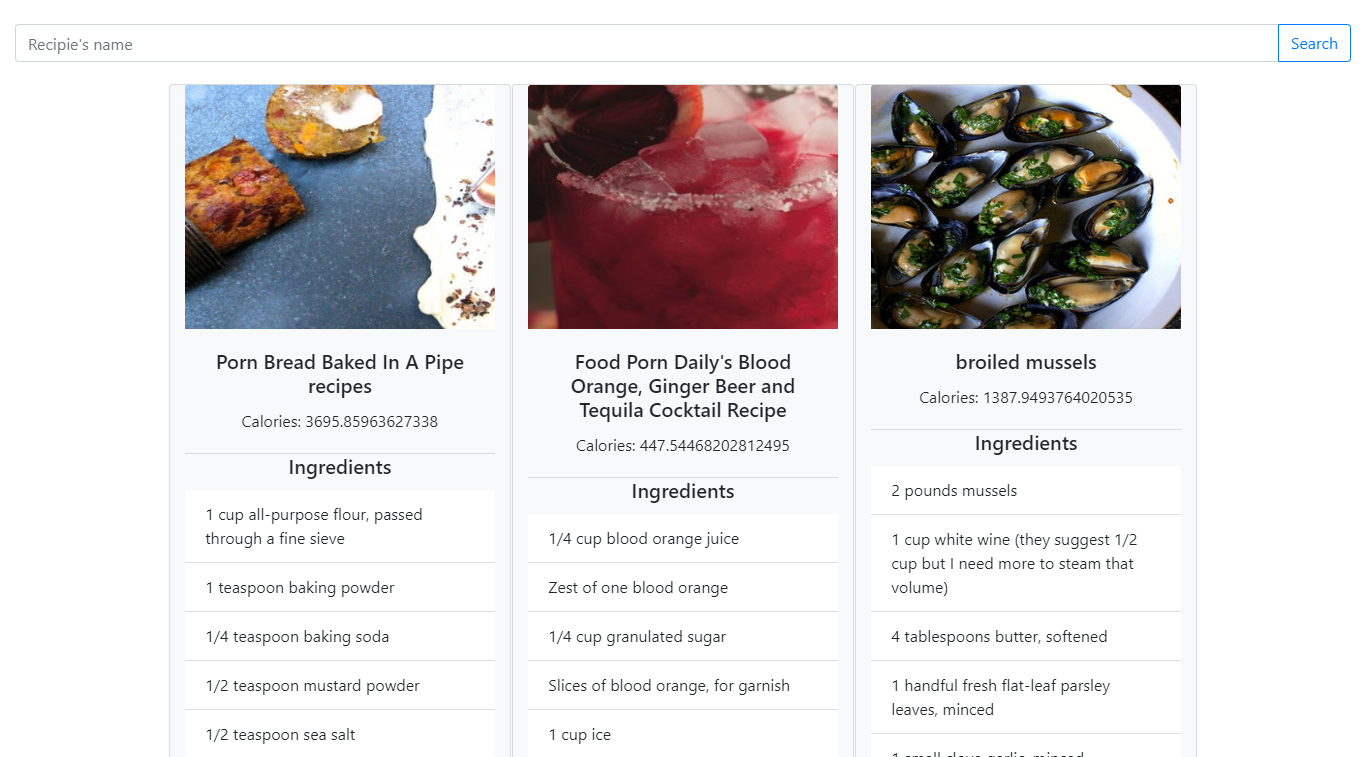 Recipie's name
Search
Porn Bread Baked In A Pipe
recipes
Calories: 3695.85963627338
Ingredients
1 cup all-purpose flour, passed
through a fine sieve
1 teaspoon baking powder
1/4 teaspoon baking soda
1/2 teaspoon mustard powder
1/2 teaspoon sea salt
Food Porn Daily's Blood
Orange, Ginger Beer and
Tequila Cocktail Recipe
Calories: 447.54468202812495
Ingredients
1/4 cup blood orange juice
Zest of one blood orange
1/4 cup granulated sugar
Slices of blood orange, for garnish
1 cup ice
broiled mussels
Calories: 1387.9493764020535
Ingredients
2 pounds mussels
1 cup white wine (they suggest 1/2
cup but I need more to steam that
volume)
4 tablespoons butter, softened
1 handful fresh flat-leaf parsley
leaves, minced
1 small clove garlic, minced